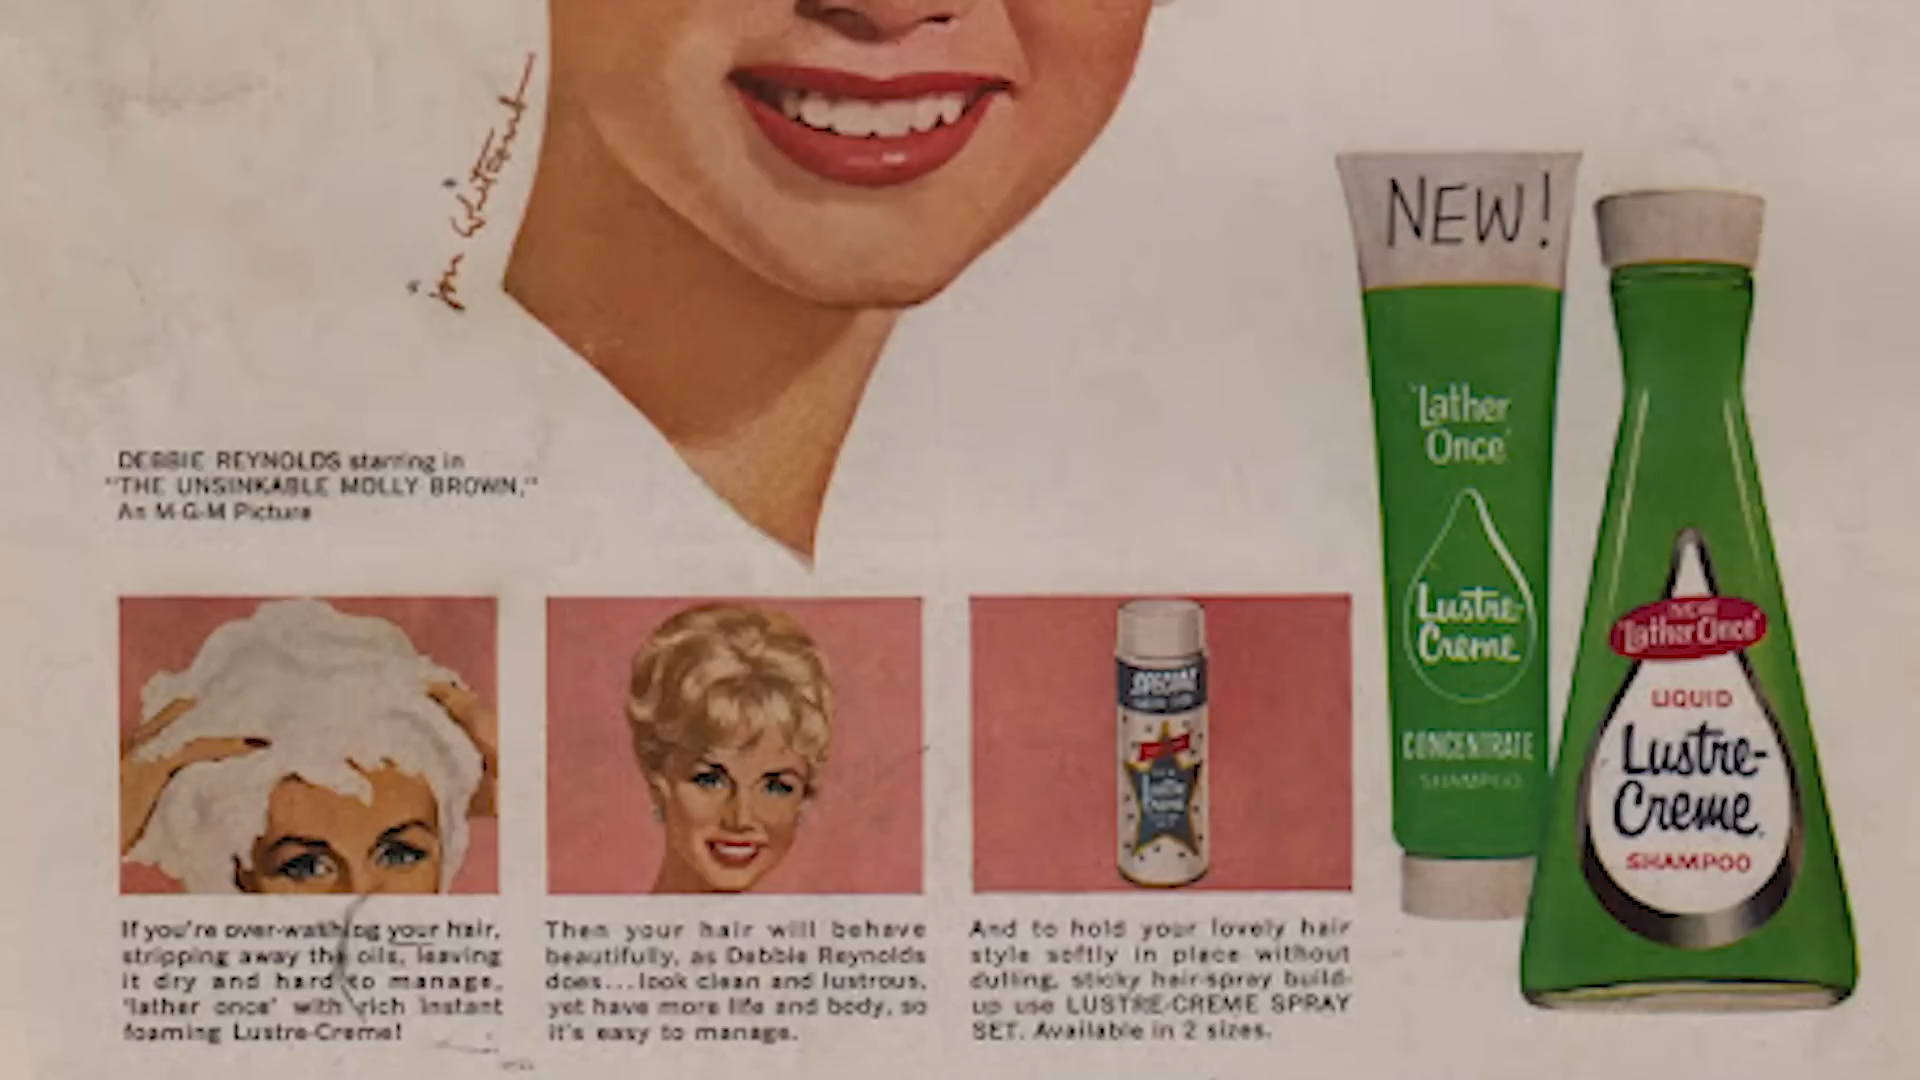 "Jon Whitcomb"
NEW!
'Lather
Once'
Lustre-
Creme
CONCENTRATE
SHAMPOO
NEW
'Lather Once'
LIQUID
Lustre-
Creme
SHAMPOO
DEBBIE REYNOLDS starring in
"THE UNSINKABLE MOLLY BROWN,"
An M-G-M Picture
Lustre
Creme
If you're over-washing your hair,
stripping away the oils, leaving
it dry and hard to manage,
'lather once' with rich instant
foaming Lustre-Creme!
Then your hair will behave
beautifully, as Debbie Reynolds
does...look clean and lustrous,
yet have more life and body, so
it's easy to manage.
And to hold your lovely hair
style softly in place without
dulling, sticky hair-spray build-
up use LUSTRE-CREME SPRAY
SET. Available in 2 sizes.